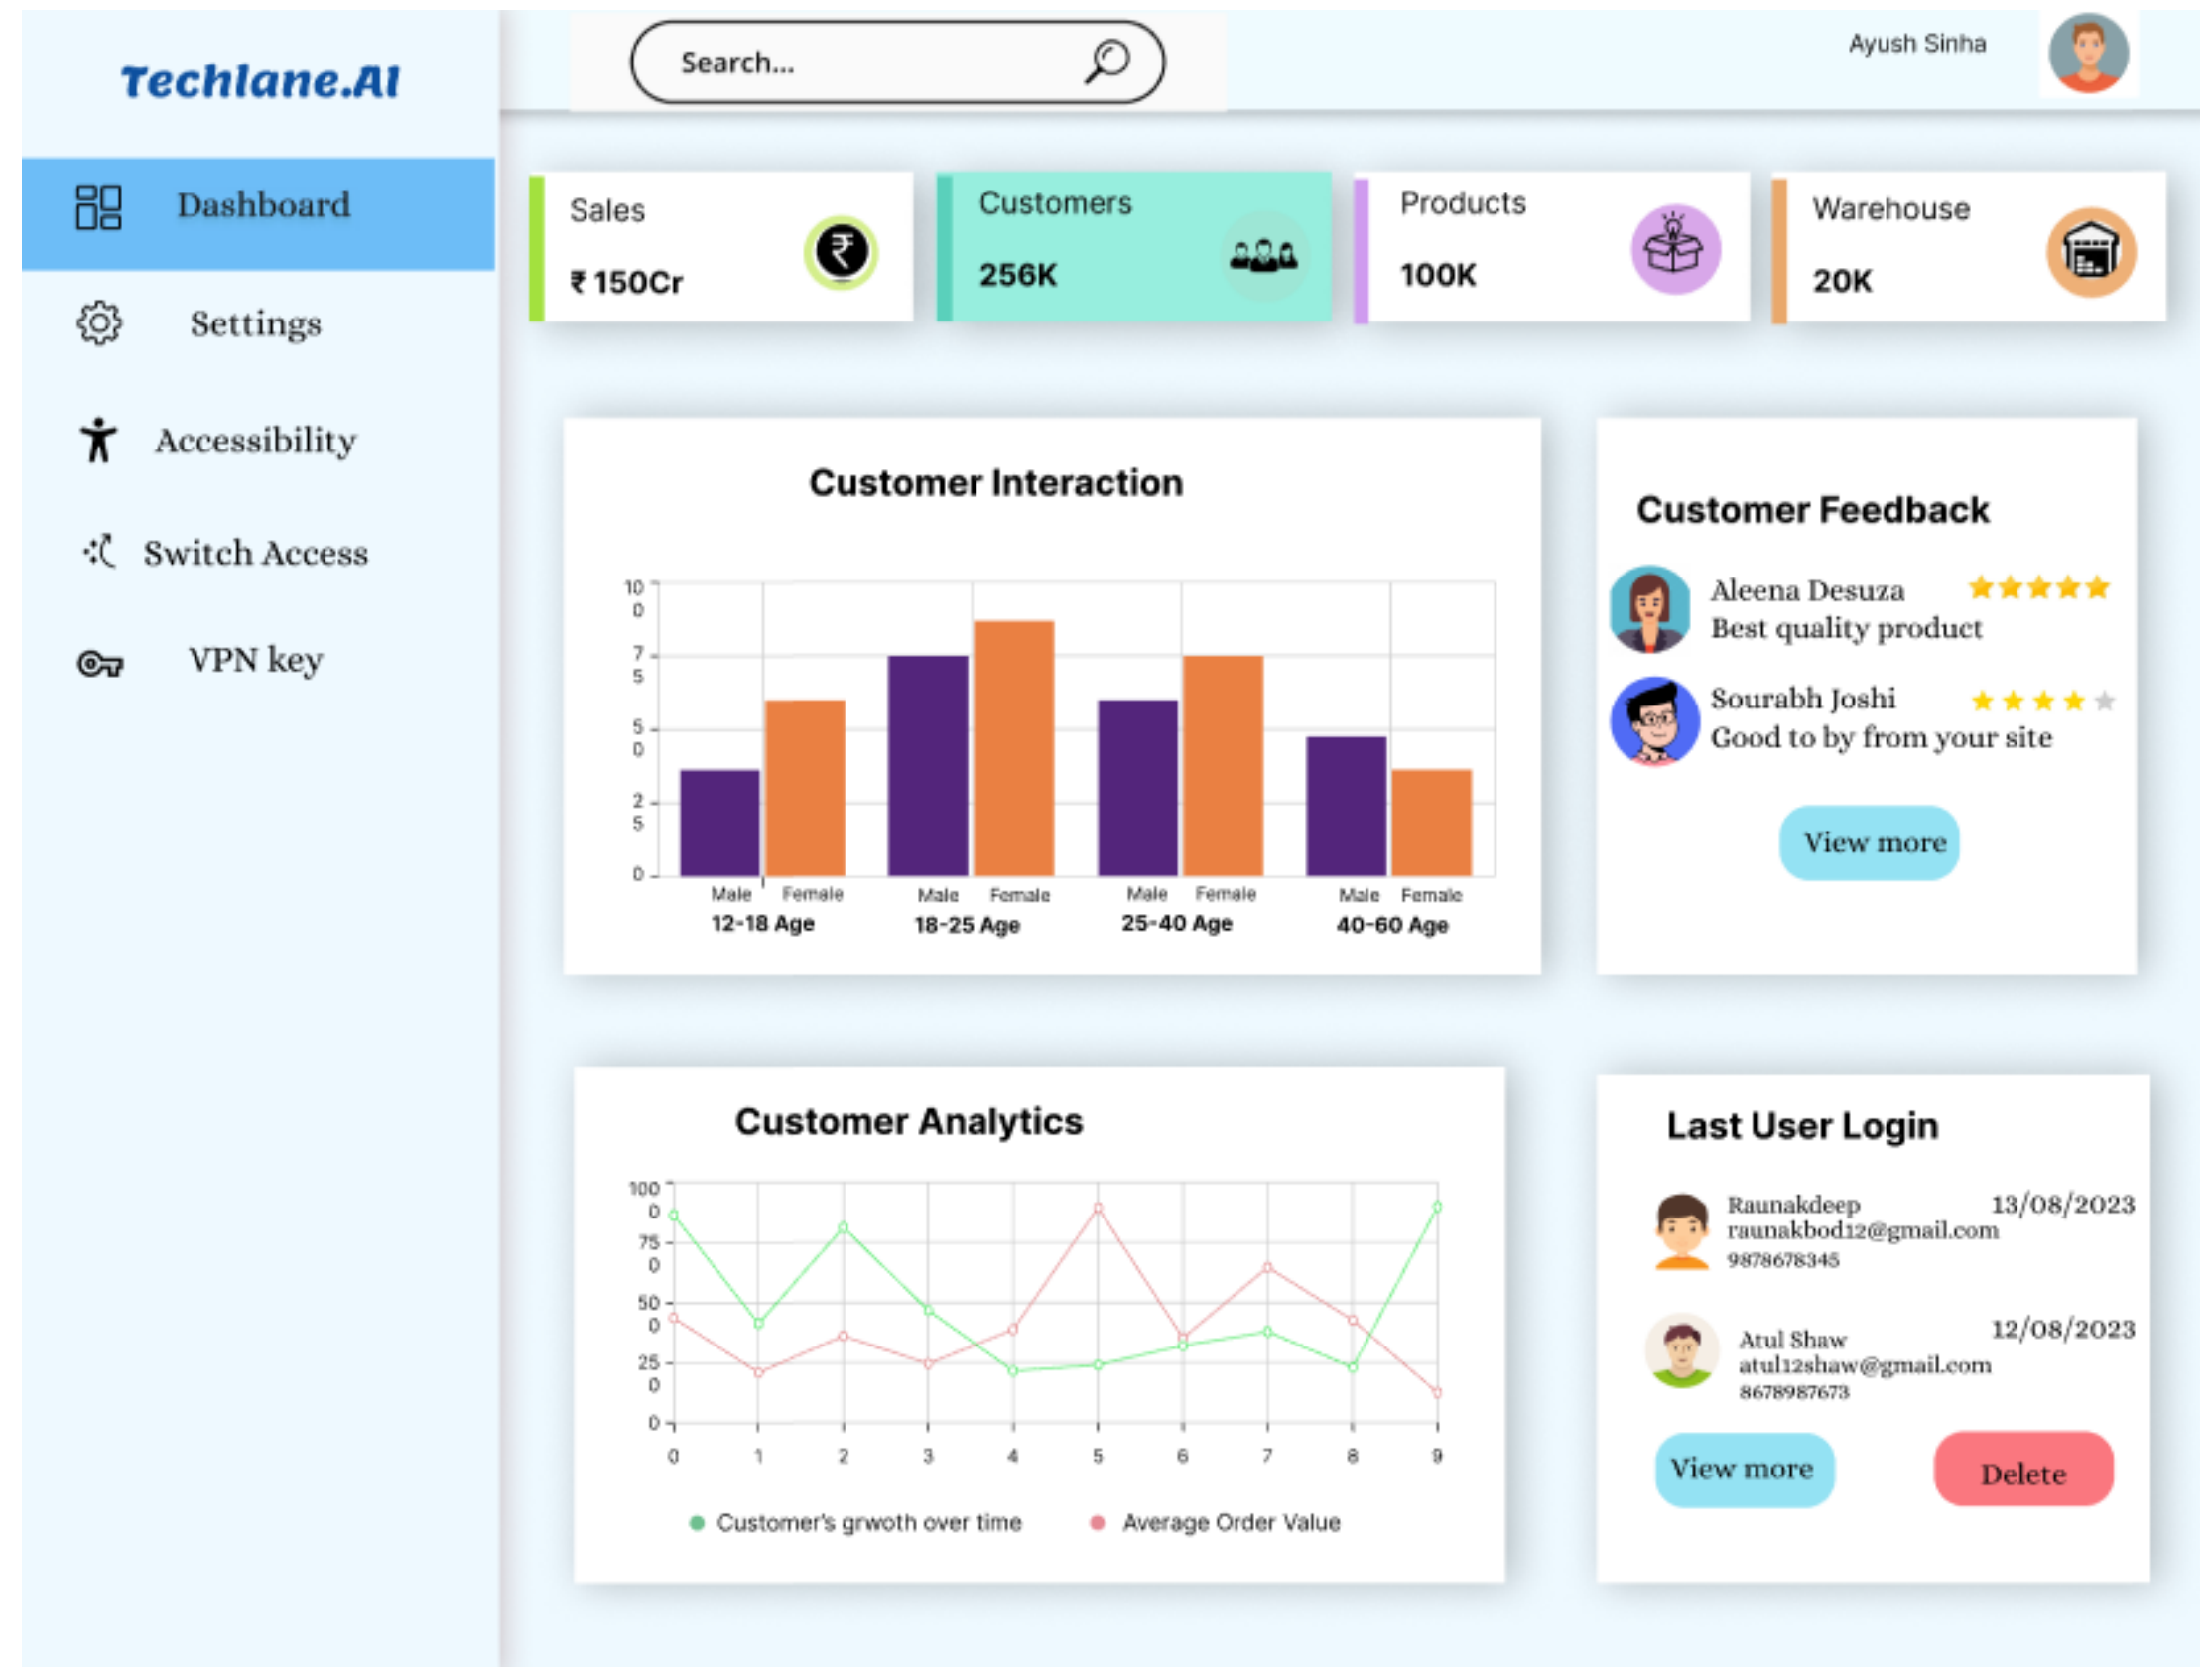 Techlane.AI
Search...
Ayush Sinha
Dashboard
Settings
Accessibility
Switch Access
VPN key
Sales
₹ 150Cr
Customers
256K
Products
100K
Warehouse
20K
Customer Interaction
10
0
7
5
5
0
2
5
0
Male Female Male Female Male Female Male Female
12-18 Age 18-25 Age 25-40 Age 40-60 Age
Customer Feedback
Aleena Desuza
Best quality product
Sourabh Joshi
Good to by from your site
View more
Customer Analytics
100
0
75
0
50
0
25
0
0
0 1 2 3 4 5 6 7 8 9
Customer's grwoth over time Average Order Value
Last User Login
Raunakdeep 13/08/2023
raunakbod12@gmail.com
9878678345
Atul Shaw 12/08/2023
atul12shaw@gmail.com
8678987673
View more Delete